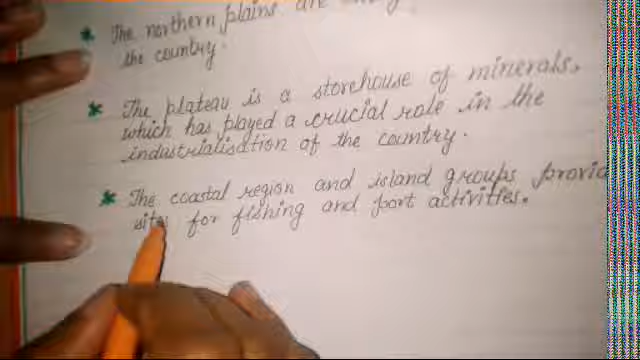 * The northern plains are
the country.
* The plateau is a storehouse of minerals,
which has played a crucial role in the
industrialisation of the country.
* The coastal region and island groups provid
sites for fishing and port activities.